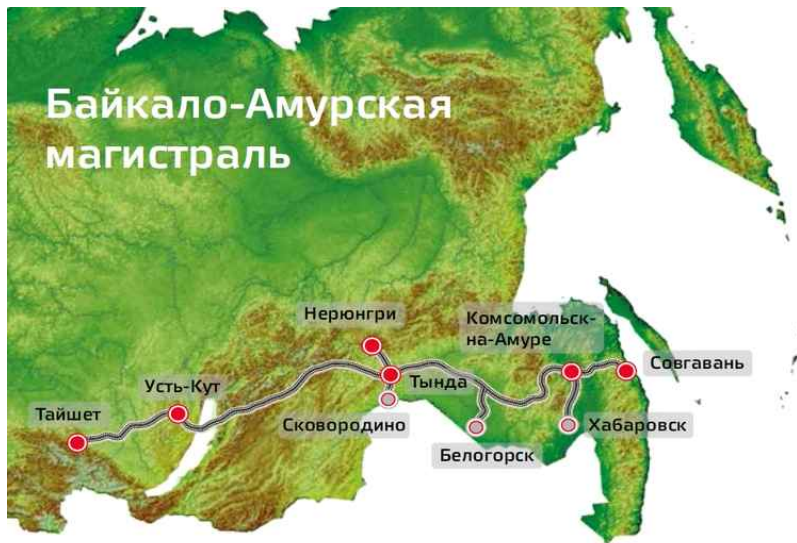 Байкало-Амурская
магистраль
Нерюнгри
Комсомольск-
на-Амуре
Совгавань
Усть-Кут
Тында
Тайшет
Сковородино
Хабаровск
Белогорск